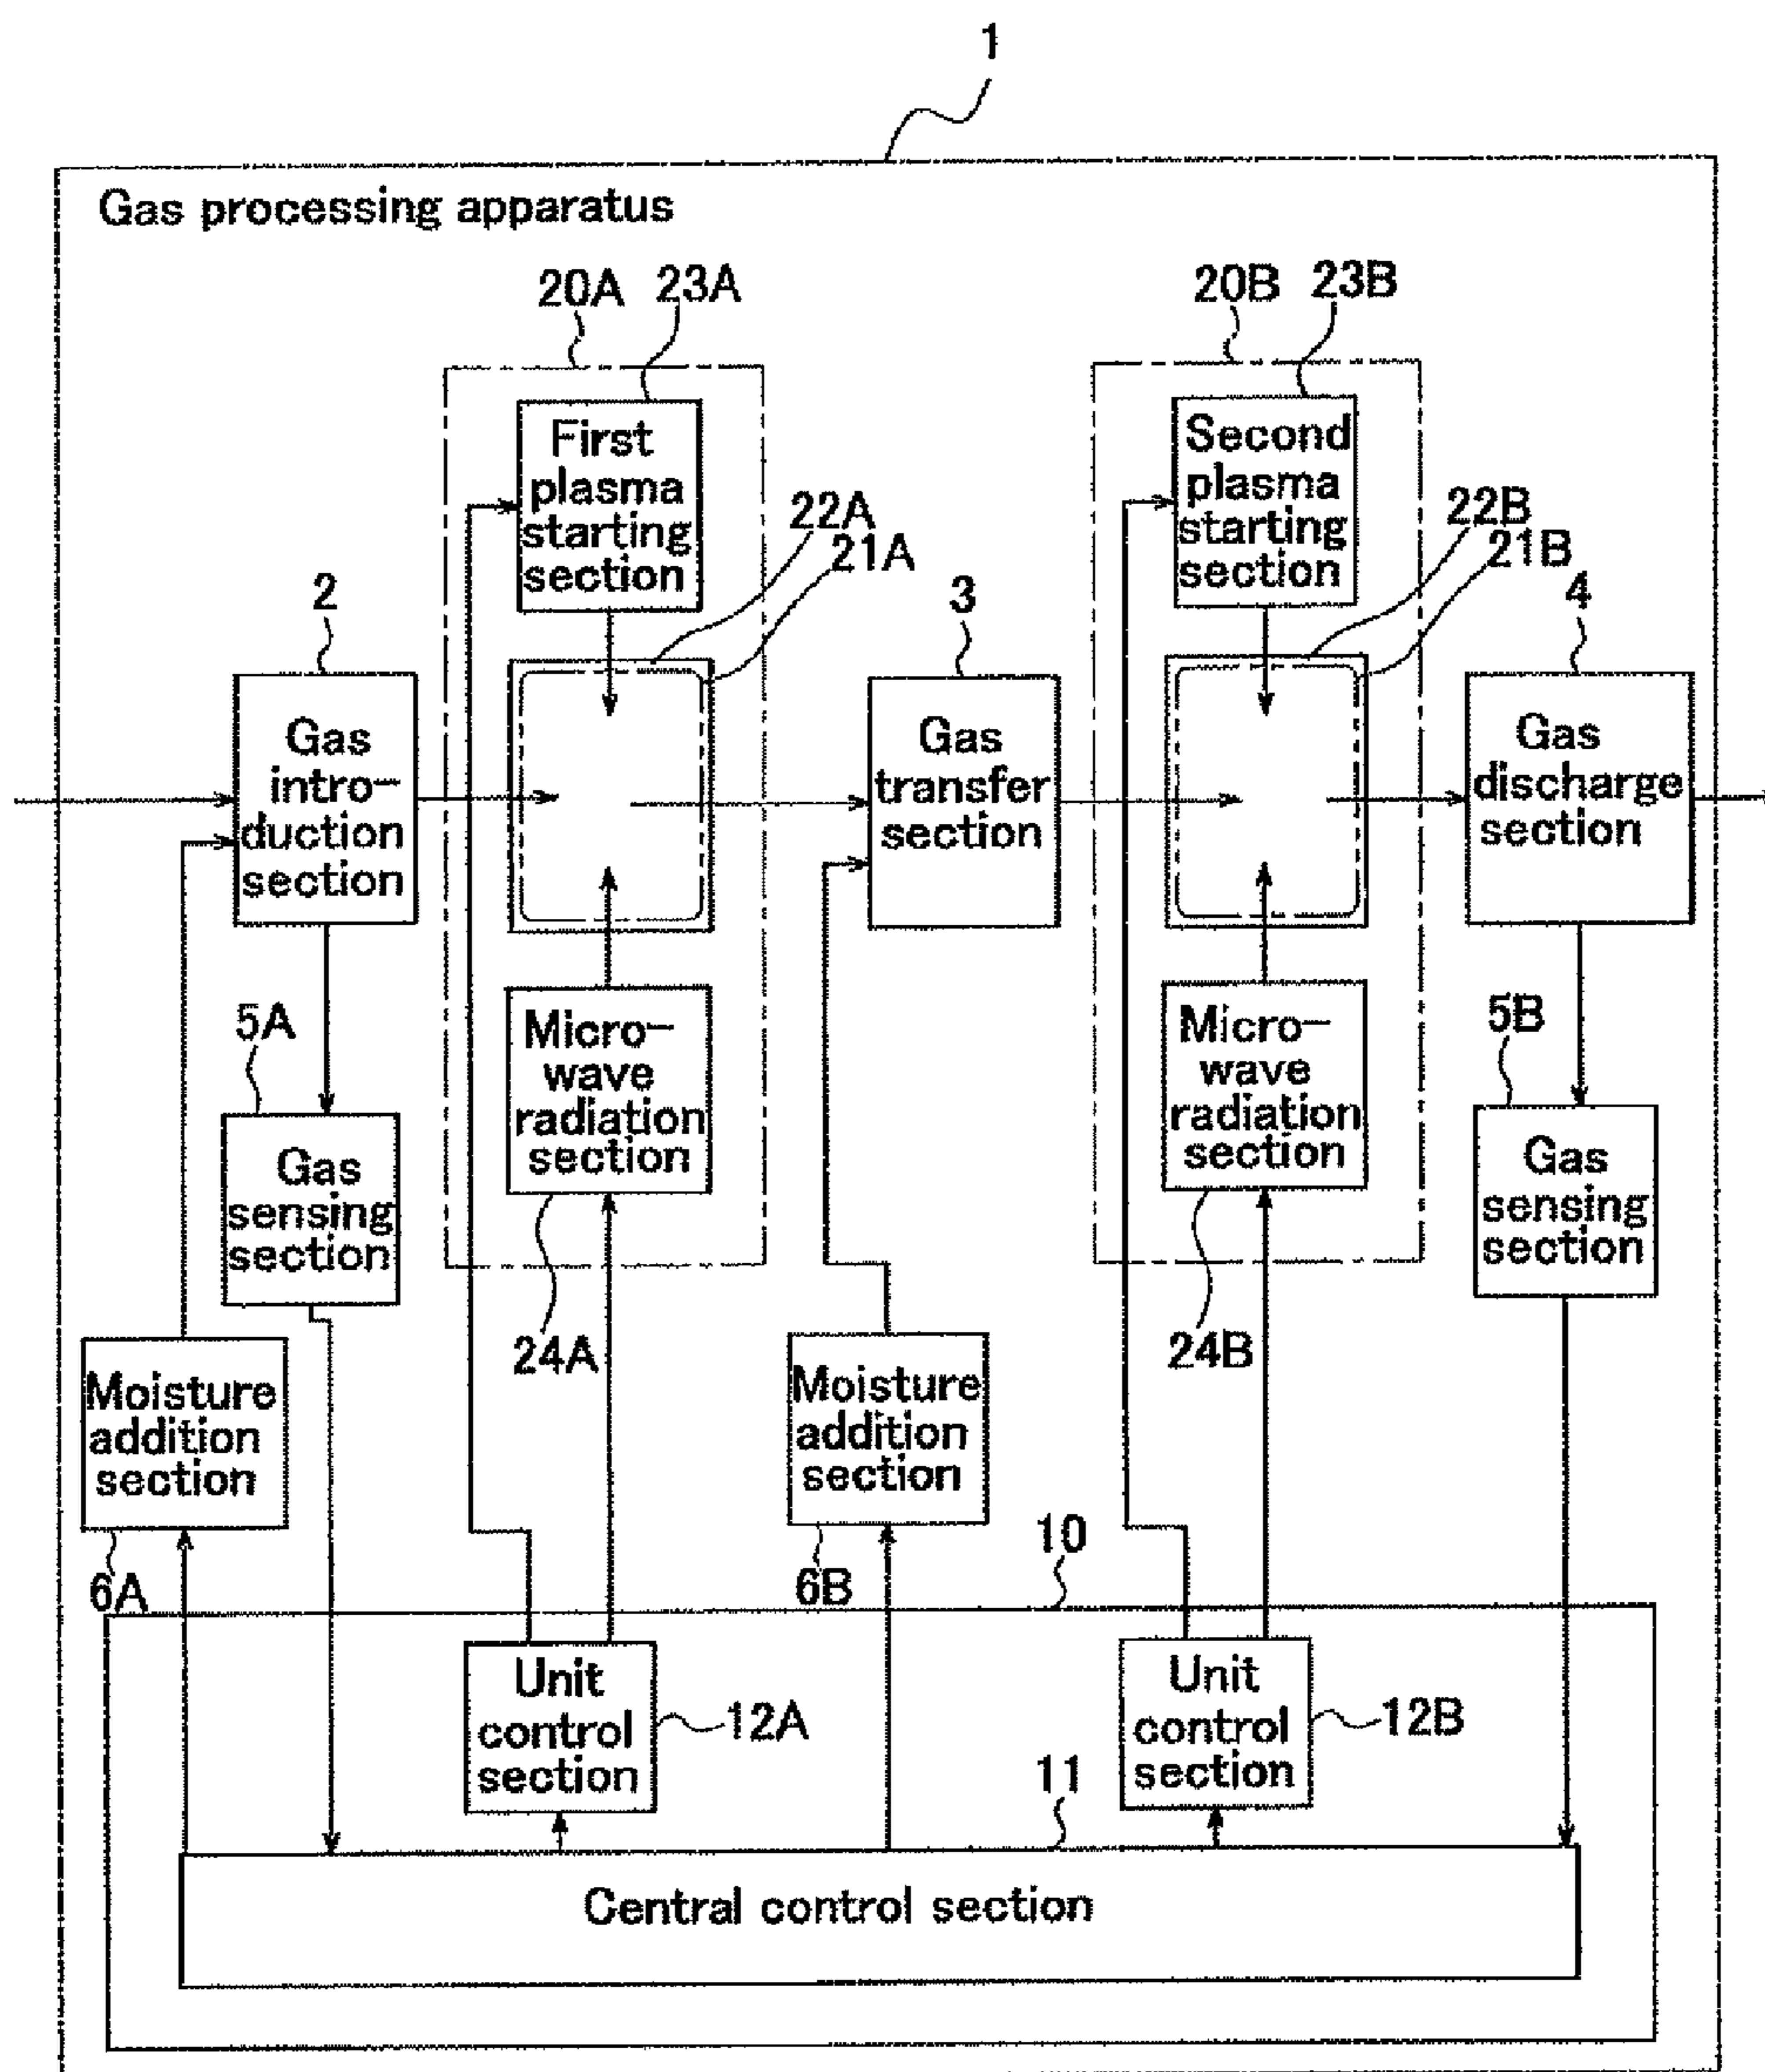 1
Gas processing apparatus
20A 23A
20B 23B
First
plasma
starting
section
Second
plasma
starting
section
22A
21A
22B
21B
2
3
4
Gas
intro-
duction
section
Gas
transfer
section
Gas
discharge
section
5A
Micro-
wave
radiation
section
Micro-
wave
radiation
section
5B
Gas
sensing
section
Gas
sensing
section
24A
24B
Moisture
addition
section
Moisture
addition
section
6A
6B
10
Unit
control
section
12A
Unit
control
section
12B
11
Central control section